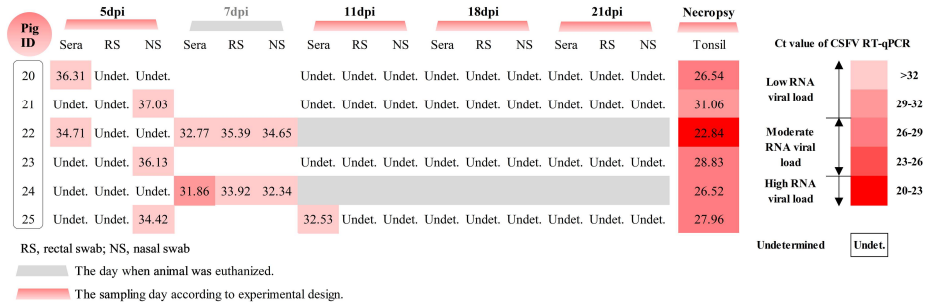 Pig ID 5dpi 7dpi 11dpi 18dpi 21dpi Necropsy
Sera RS NS Sera RS NS Sera RS NS Sera RS NS Sera RS NS Tonsil
20 36.31 Undet. Undet. Undet. Undet. Undet. Undet. Undet. Undet. Undet. Undet. Undet. 26.54
21 Undet. Undet. 37.03 Undet. Undet. Undet. Undet. Undet. Undet. Undet. Undet. Undet. 31.06
22 34.71 Undet. Undet. 32.77 35.39 34.65 22.84
23 Undet. Undet. 36.13 Undet. Undet. Undet. Undet. Undet. Undet. Undet. Undet. Undet. 28.83
24 Undet. Undet. Undet. 31.86 33.92 32.34 26.52
25 Undet. Undet. 34.42 32.53 Undet. Undet. Undet. Undet. Undet. Undet. Undet. Undet. 27.96
RS, rectal swab; NS, nasal swab
The day when animal was euthanized.
The sampling day according to experimental design.
Ct value of CSFV RT-qPCR
Low RNA
viral load
>32
29-32
Moderate
RNA viral
load
26-29
23-26
High RNA
viral load
20-23
Undetermined Undet.